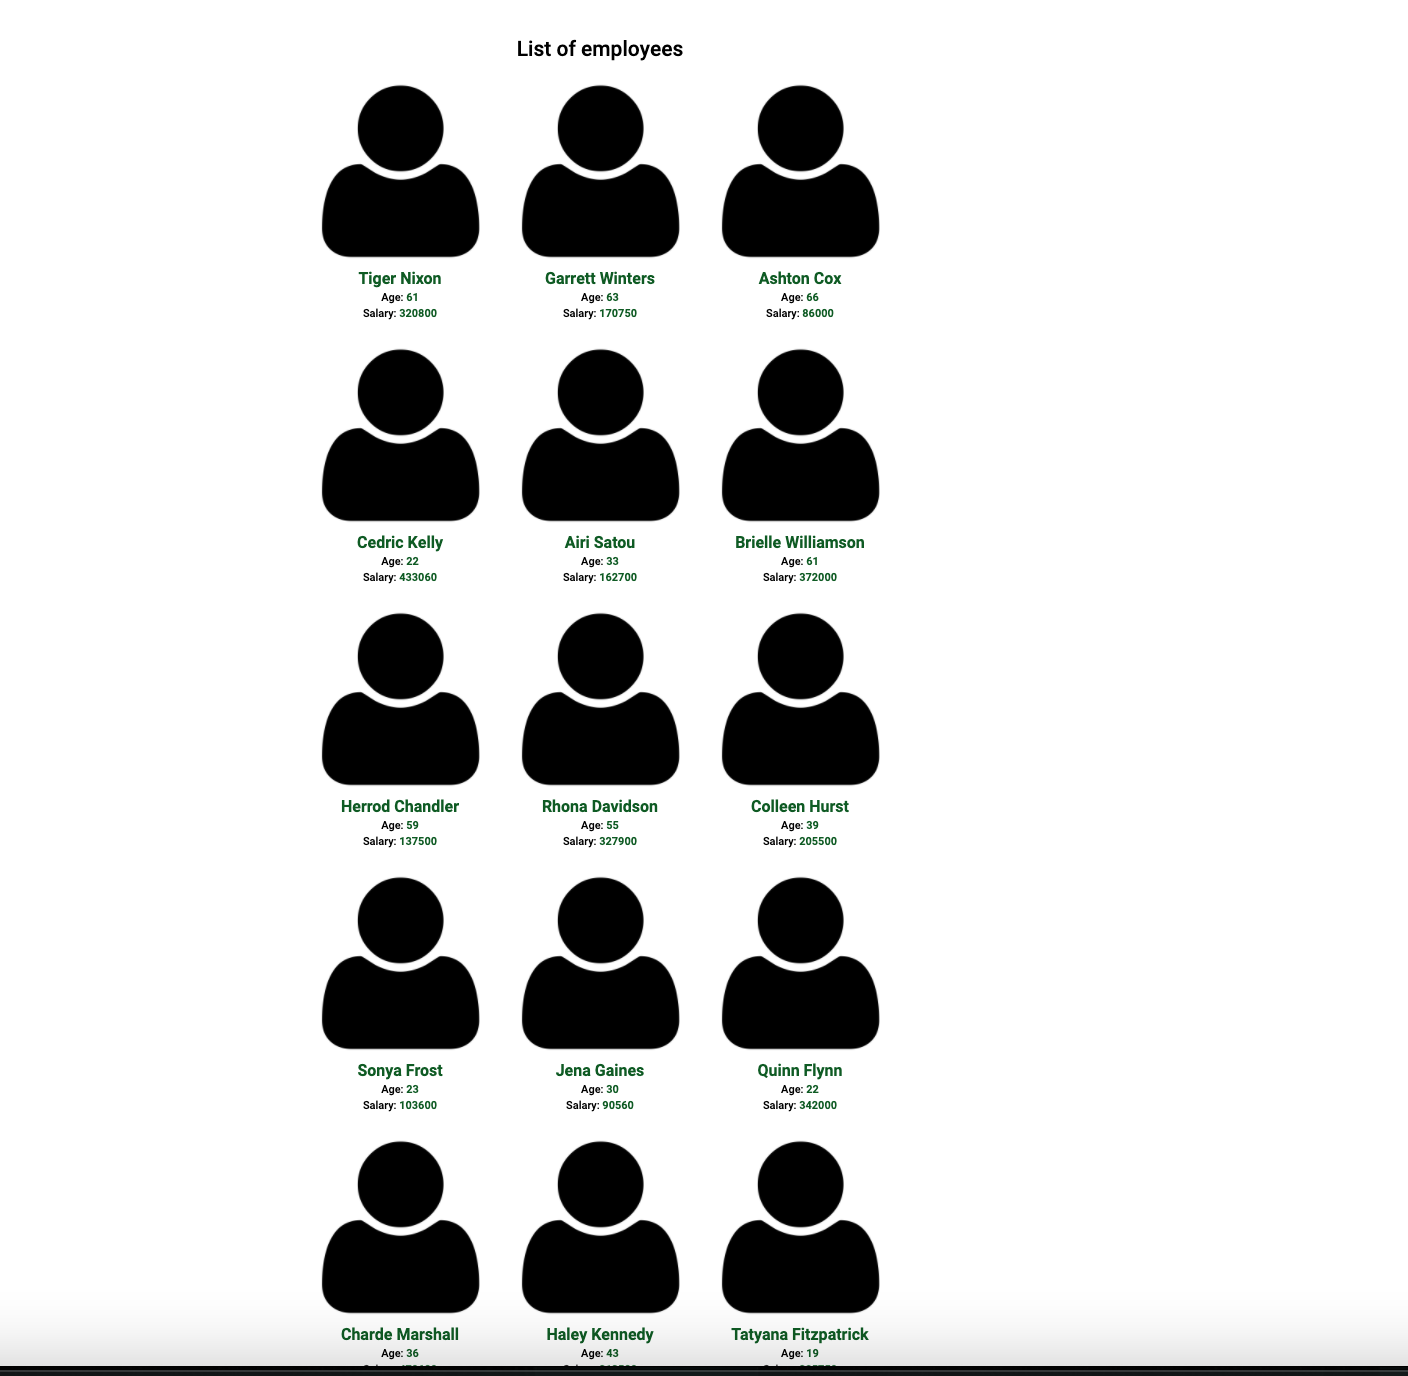 List of employees
Tiger Nixon
Age: 61
Salary: 320800
Garrett Winters
Age: 63
Salary: 170750
Ashton Cox
Age: 66
Salary: 86000
Cedric Kelly
Age: 22
Salary: 433060
Airi Satou
Age: 33
Salary: 162700
Brielle Williamson
Age: 61
Salary: 372000
Herrod Chandler
Age: 59
Salary: 137500
Rhona Davidson
Age: 55
Salary: 327900
Colleen Hurst
Age: 39
Salary: 205500
Sonya Frost
Age: 23
Salary: 103600
Jena Gaines
Age: 30
Salary: 90560
Quinn Flynn
Age: 22
Salary: 342000
Charde Marshall
Age: 36
Haley Kennedy
Age: 43
Tatyana Fitzpatrick
Age: 19